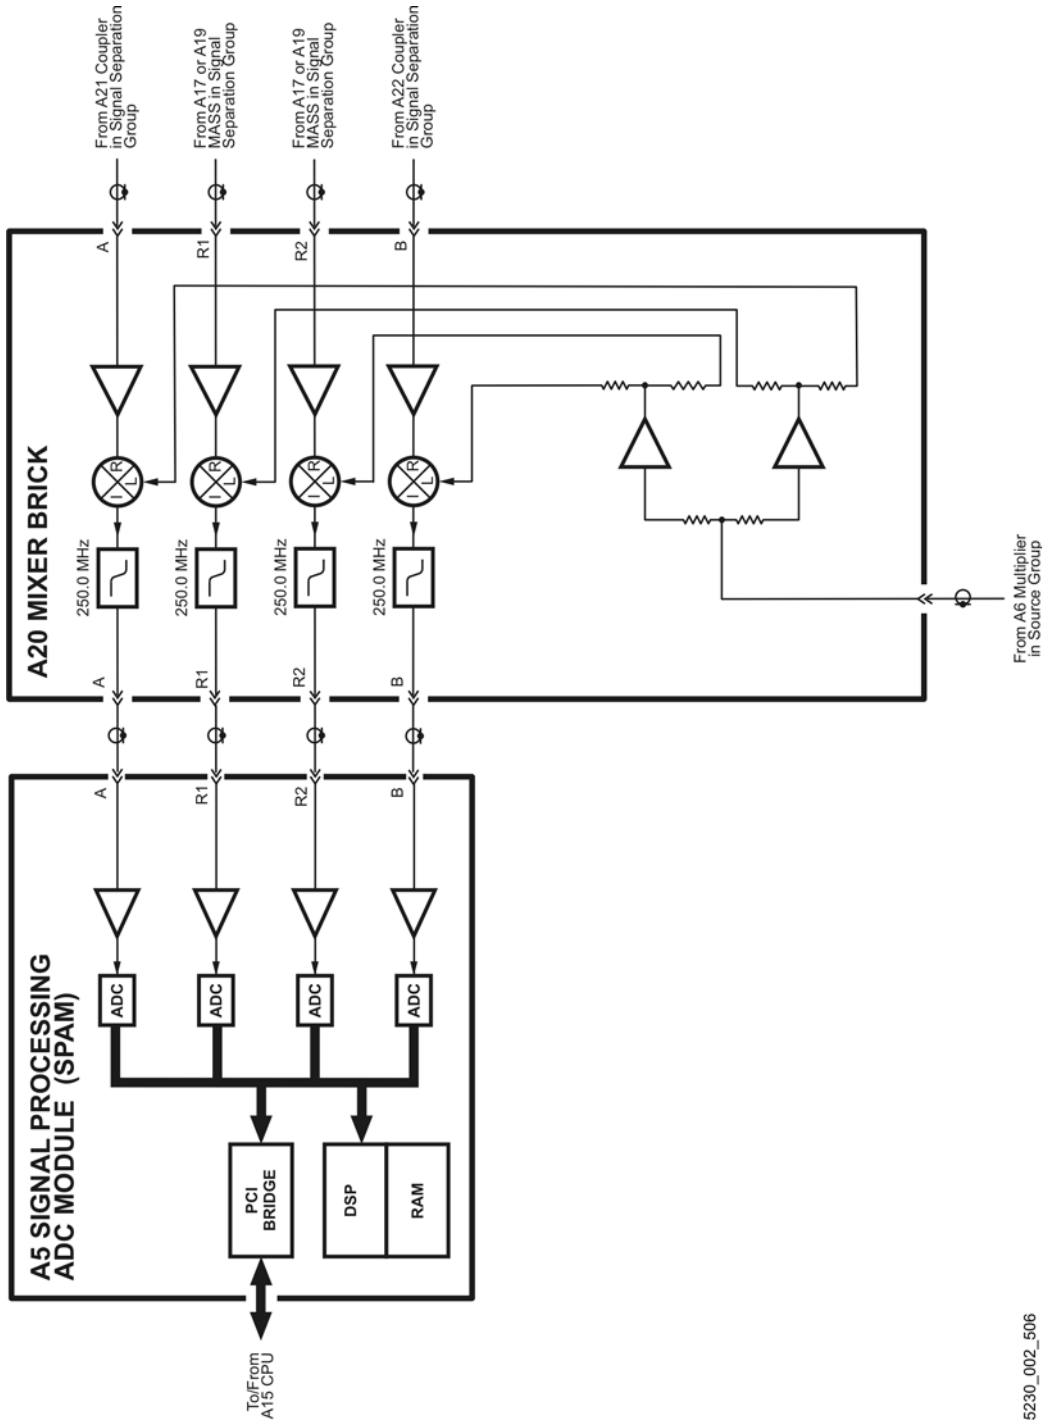 From A21 Coupler
in Signal Separation
Group
From A17 or A19
MASS in Signal
Separation Group
From A17 or A19
MASS in Signal
Separation Group
From A22 Coupler
in Signal Separation
Group
A
R1
R2
B
A20 MIXER BRICK
R
L
I
R
L
I
R
L
I
R
L
I
250.0 MHz
250.0 MHz
250.0 MHz
250.0 MHz
From A6 Multiplier
in Source Group
A
R1
R2
B
A
R1
R2
B
A5 SIGNAL PROCESSING
ADC MODULE (SPAM)
ADC
ADC
ADC
ADC
PCI
BRIDGE
DSP
RAM
To/From
A15 CPU
5230_002_506